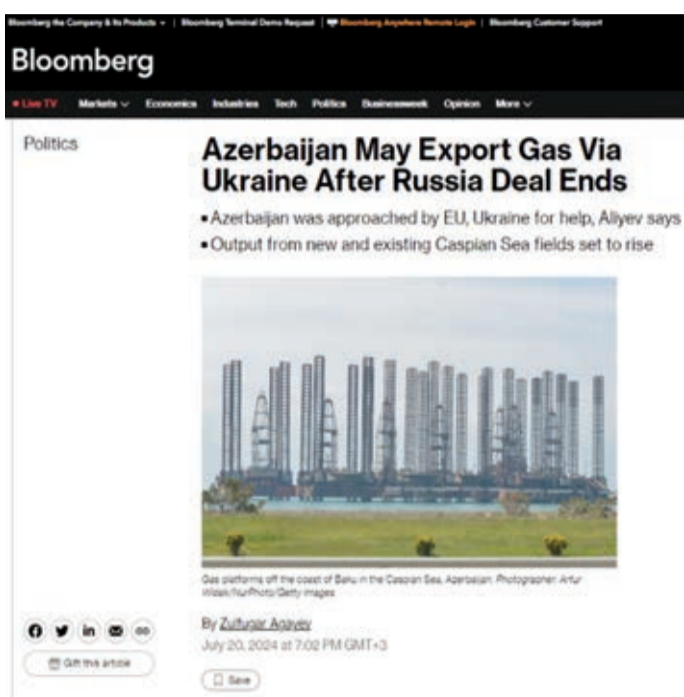 Bloomberg the Company & Its Products
Bloomberg Terminal Demo Request
Bloomberg Anywhere Remote Login
Bloomberg Customer Support
Bloomberg
Live TV Markets Economics Industries Tech Politics Businessweek Opinion More
Politics
Azerbaijan May Export Gas Via
Ukraine After Russia Deal Ends
▪ Azerbaijan was approached by EU, Ukraine for help, Aliyev says
▪ Output from new and existing Caspian Sea fields set to rise
Gas platforms off the coast of Baku in the Caspian Sea, Azerbaijan. Photographer: Artur
Widak/NurPhoto/Getty Images
By Zulfugar Agayev
July 20, 2024 at 7:02 PM GMT+3
Gift this article
Save